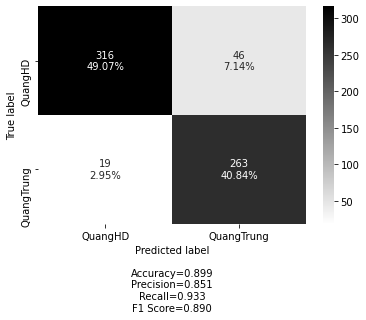 316
49.07%
46
7.14%
19
2.95%
263
40.84%
QuangHD
QuangTrung
True label
QuangHD
QuangTrung
Predicted label
Accuracy=0.899
Precision=0.851
Recall=0.933
F1 Score=0.890
300
250
200
150
100
50